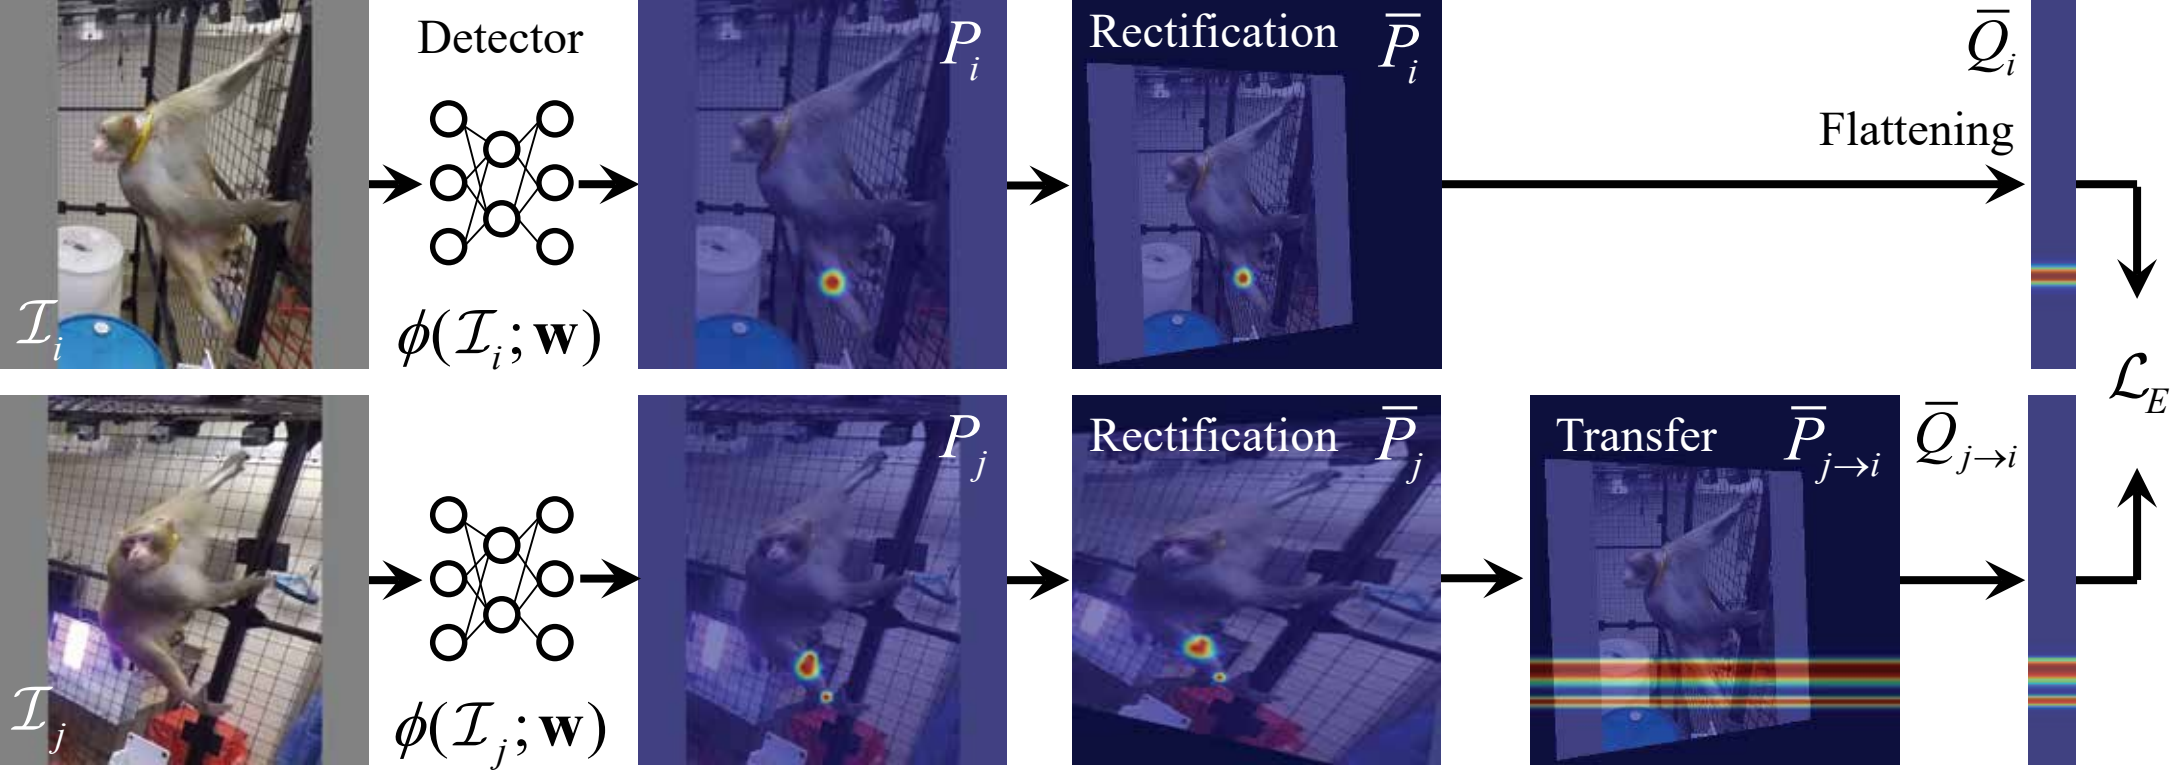 Detector
P_i
Rectification P̄_i
Q̄_i
Flattening
ℐ_i
ϕ(ℐ_i; w)
ℒ_E
P_j
Rectification P̄_j
Transfer P̄_{j→i}
Q̄_{j→i}
ℐ_j
ϕ(ℐ_j; w)